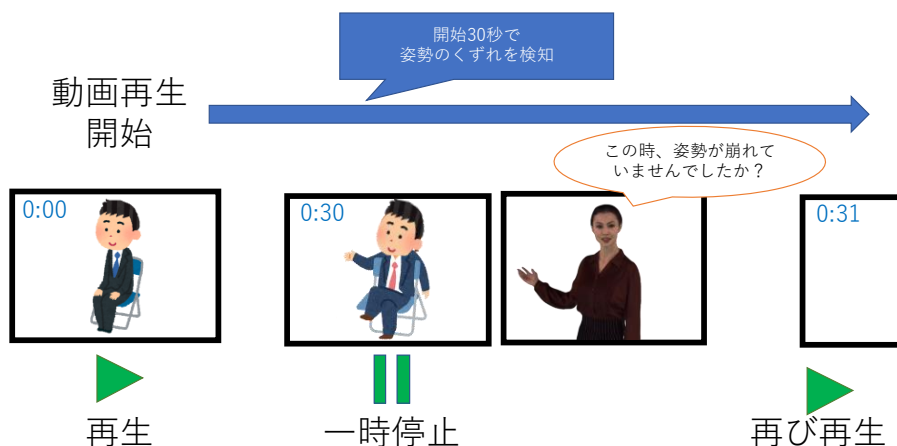 開始30秒で
姿勢のくずれを検知
動画再生
開始
この時、姿勢が崩れて
いませんでしたか？
0:00
0:30
0:31
再生
一時停止
再び再生